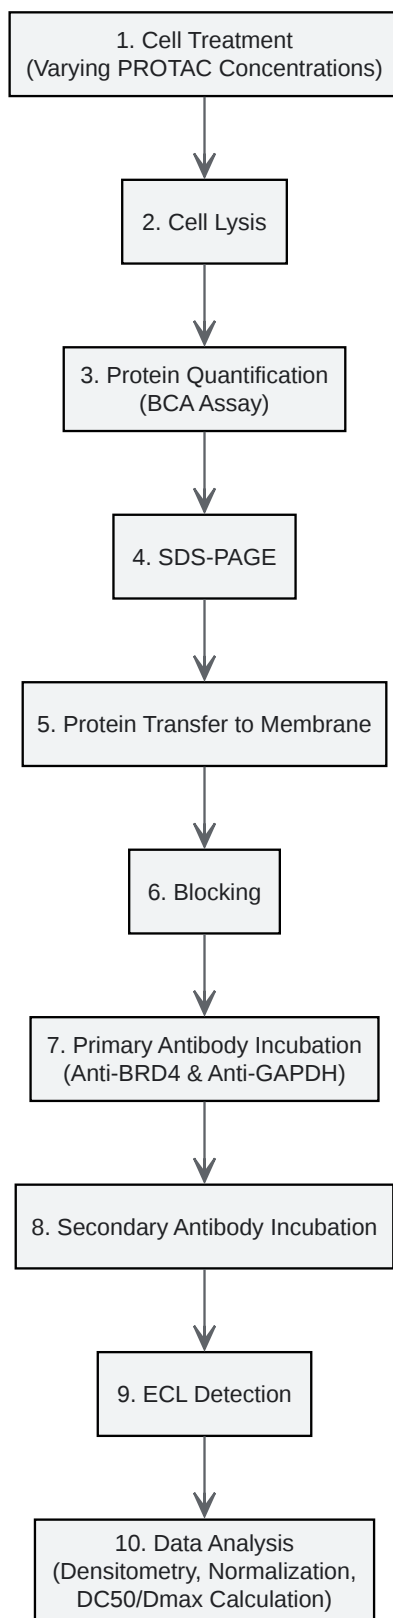 1. Cell Treatment
(Varying PROTAC Concentrations)
2. Cell Lysis
3. Protein Quantification
(BCA Assay)
4. SDS-PAGE
5. Protein Transfer to Membrane
6. Blocking
7. Primary Antibody Incubation
(Anti-BRD4 & Anti-GAPDH)
8. Secondary Antibody Incubation
9. ECL Detection
10. Data Analysis
(Densitometry, Normalization,
DC50/Dmax Calculation)